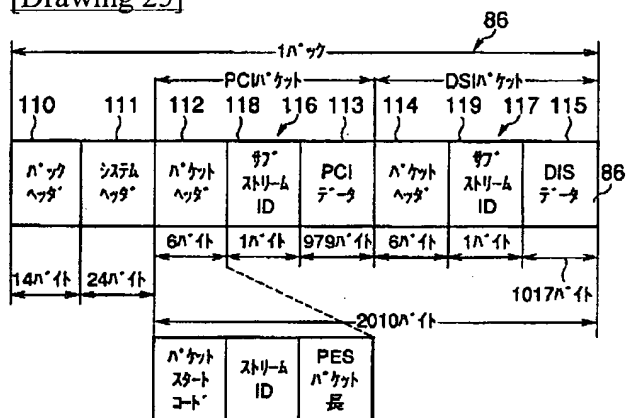 [Drawing 25]
86
1パック
PCIパケット
DSIパケット
110 111 112 118 116 113 114 119 117 115
パック
ヘッダ
システム
ヘッダ
パケット
ヘッダ
サブ
ストリーム
ID
PCI
データ
パケット
ヘッダ
サブ
ストリーム
ID
DIS
データ
86
6バイト 1バイト 979バイト 6バイト 1バイト
14バイト 24バイト
1017バイト
2010バイト
パケット
スタート
コード
ストリーム
ID
PES
パケット
長